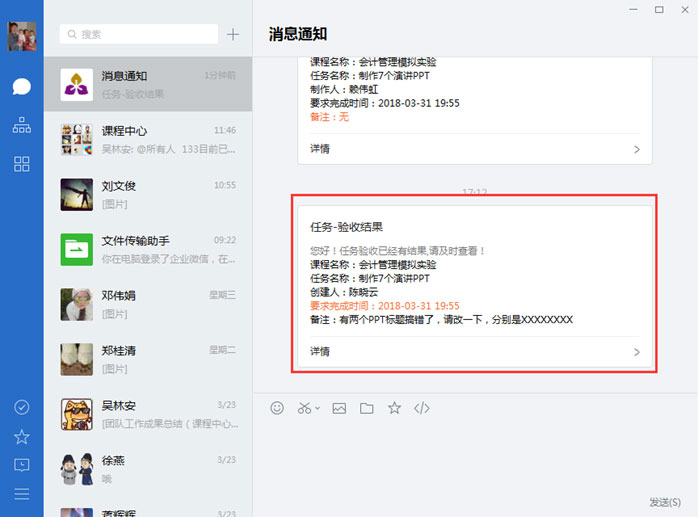 搜索
消息通知
1分钟前
任务-验收结果
课程中心
11:46
吴林安: @所有人 133目前已...
刘文俊
10:55
[图片]
文件传输助手
09:22
你在电脑登录了企业微信，在...
邓伟娟
星期三
[图片]
郑桂清
星期二
[图片]
吴林安
3/23
[团队工作成果总结（课程中心...
徐燕
3/23
哦
3/23
消息通知
课程名称：会计管理模拟实验
任务名称：制作7个演讲PPT
制作人：赖伟虹
要求完成时间：2018-03-31 19:55
备注：无
详情
17:12
任务-验收结果
您好！任务验收已经有结果,请及时查看！
课程名称：会计管理模拟实验
任务名称：制作7个演讲PPT
创建人：陈晓云
要求完成时间：2018-03-31 19:55
备注：有两个PPT标题搞错了，请改一下，分别是XXXXXXXX
详情
发送(S)